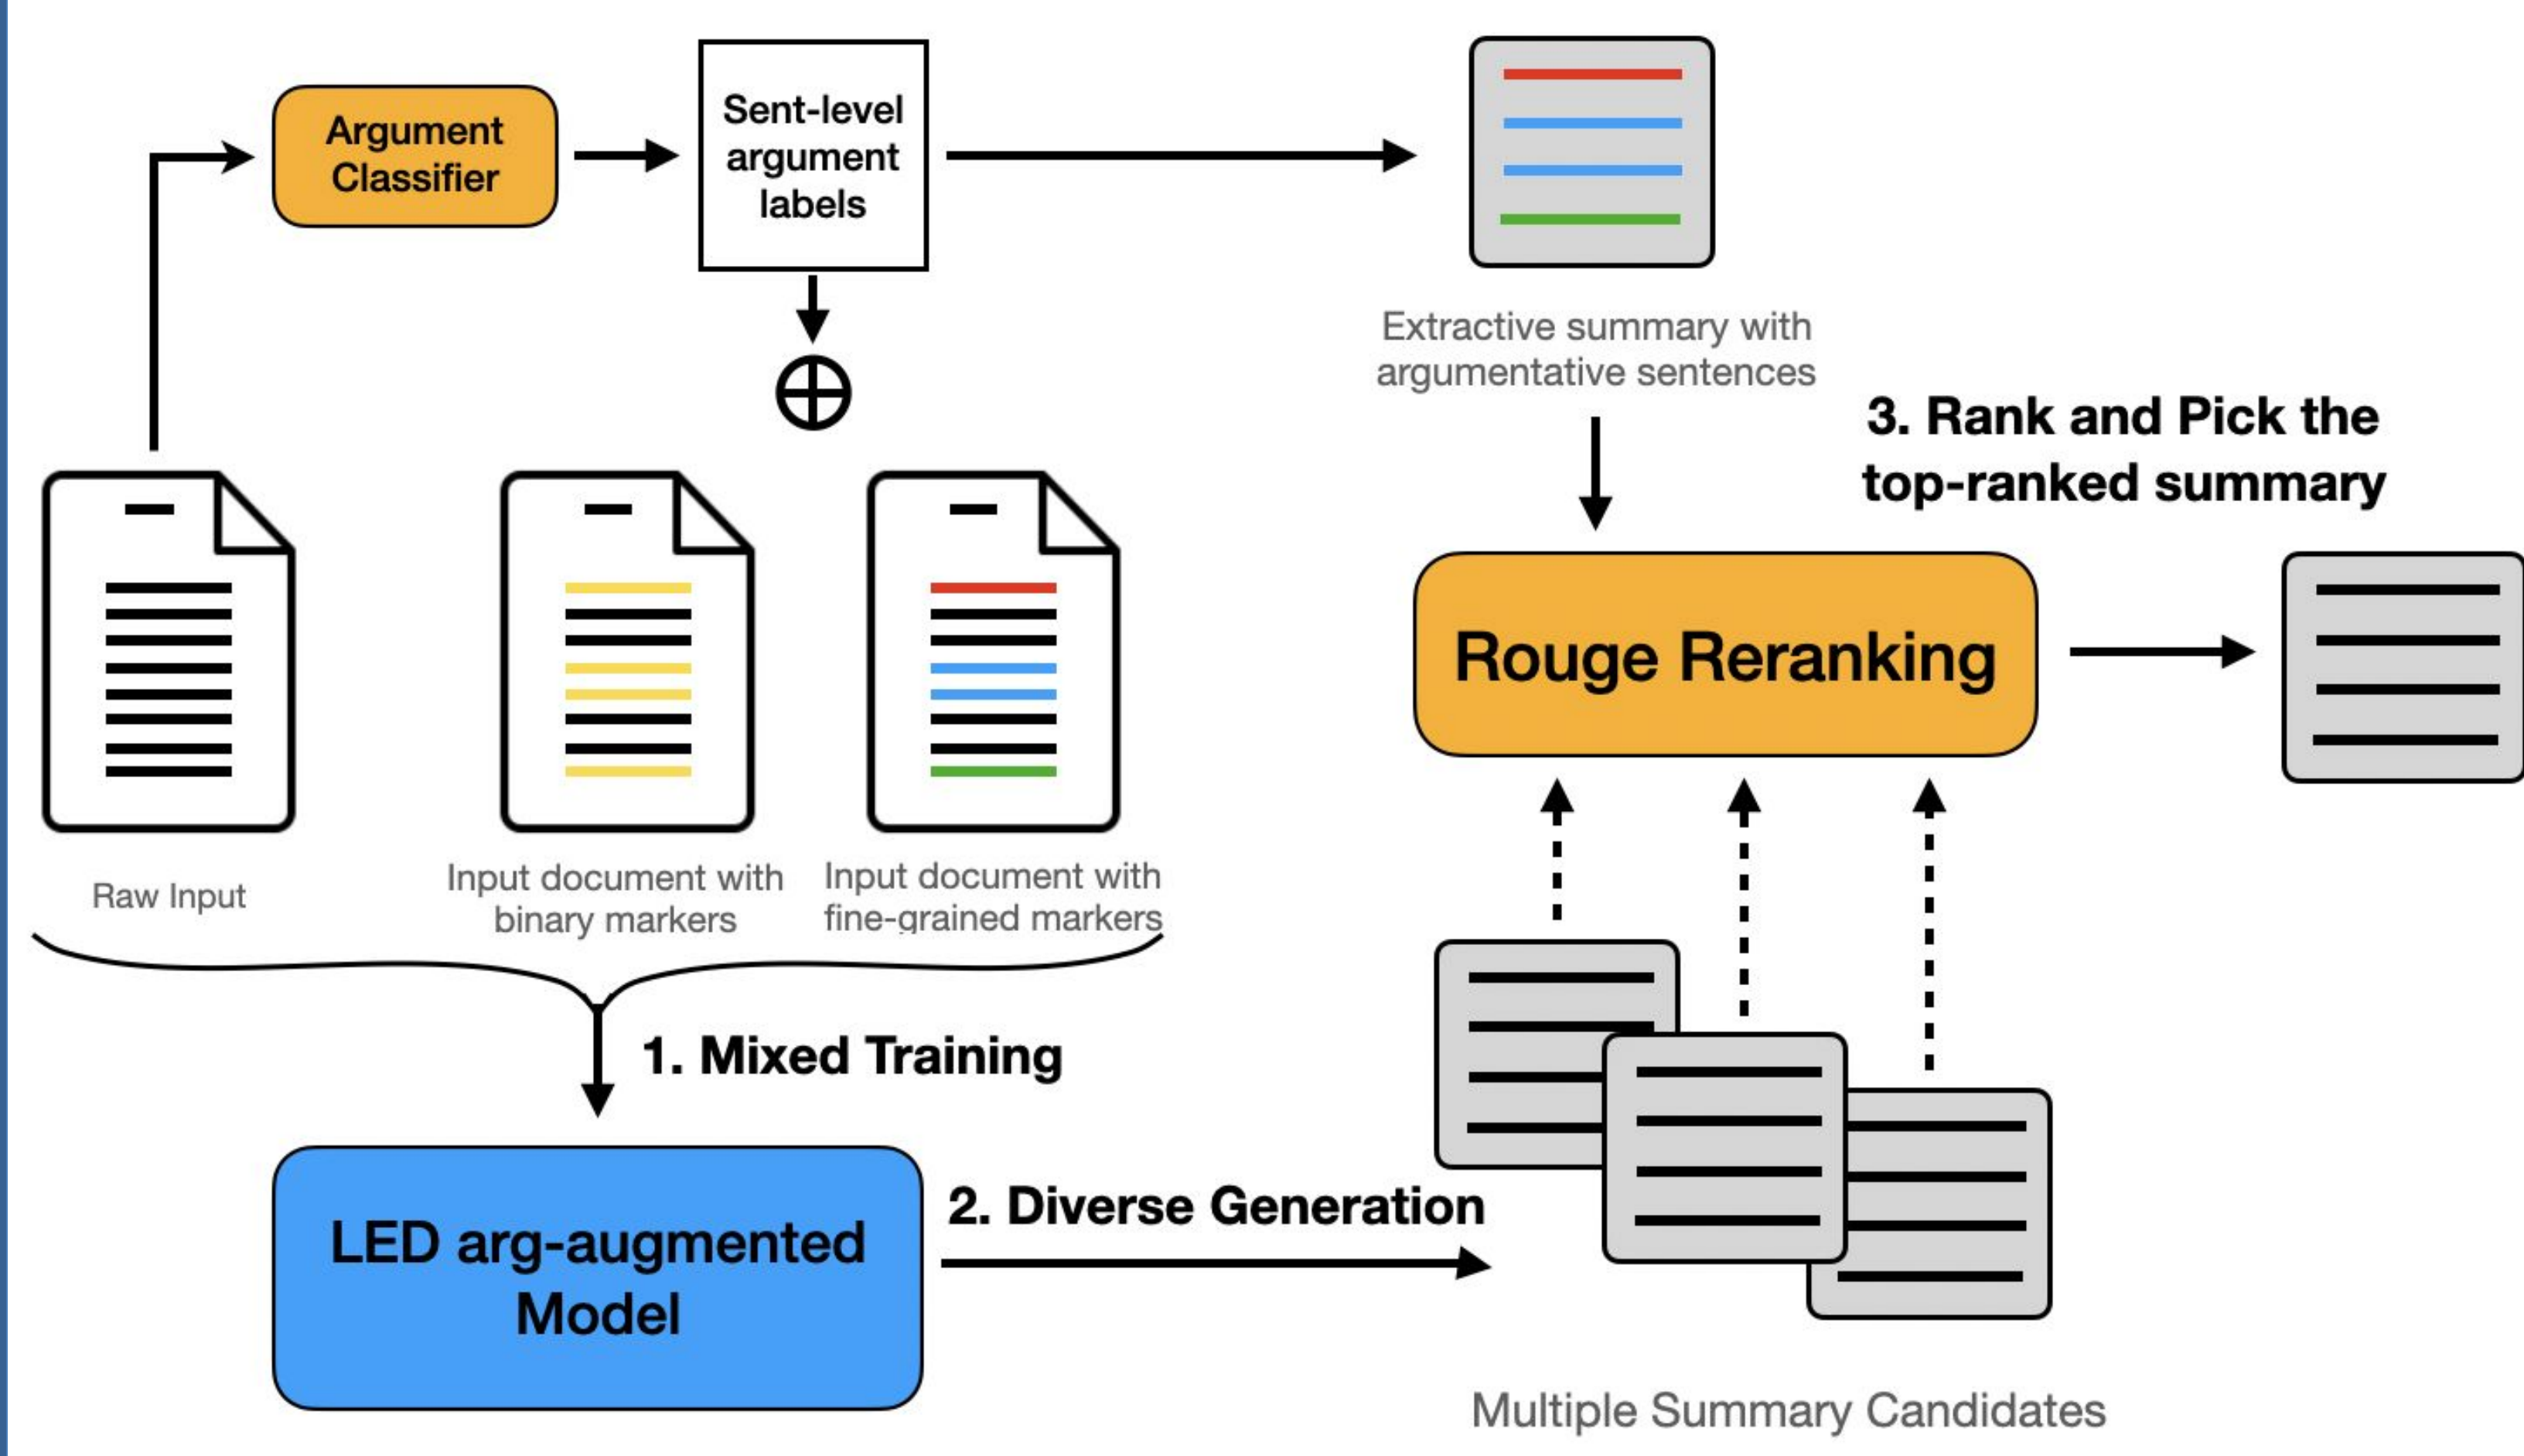 Argument
Classifier
Sent-level
argument
labels
Extractive summary with
argumentative sentences
3. Rank and Pick the
top-ranked summary
Rouge Reranking
Raw Input
Input document with
binary markers
Input document with
fine-grained markers
1. Mixed Training
LED arg-augmented
Model
2. Diverse Generation
Multiple Summary Candidates